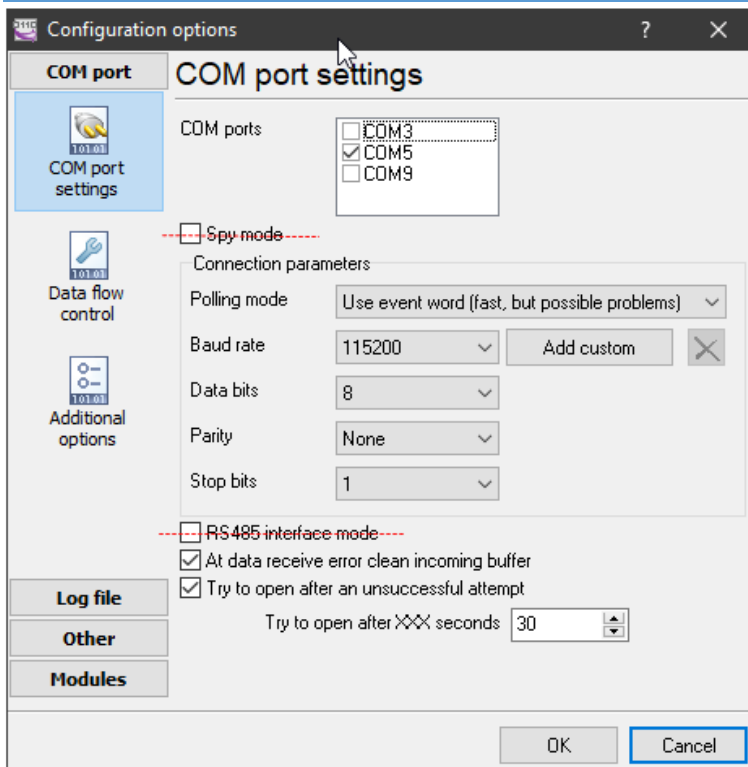 Configuration options
COM port
COM port settings
COM port settings
Data flow control
Additional options
Log file
Other
Modules
COM ports
COM3
COM5
COM9
Spy mode
Connection parameters
Polling mode Use event word (fast, but possible problems)
Baud rate 115200 Add custom
Data bits 8
Parity None
Stop bits 1
RS485 interface mode
At data receive error clean incoming buffer
Try to open after an unsuccessful attempt
Try to open after XXX seconds 30
OK Cancel